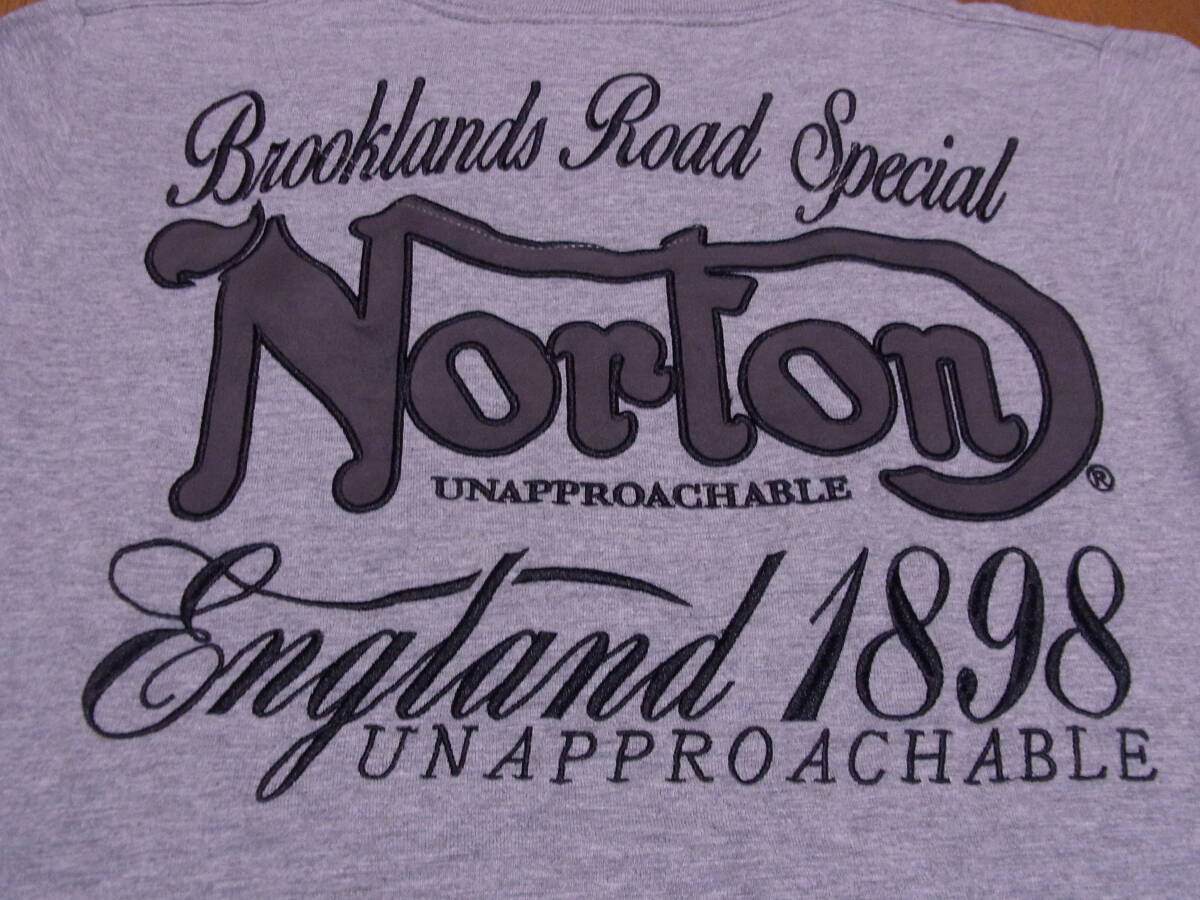 Brooklands Road Special
Norton®
UNAPPROACHABLE
England 1898
UNAPPROACHABLE